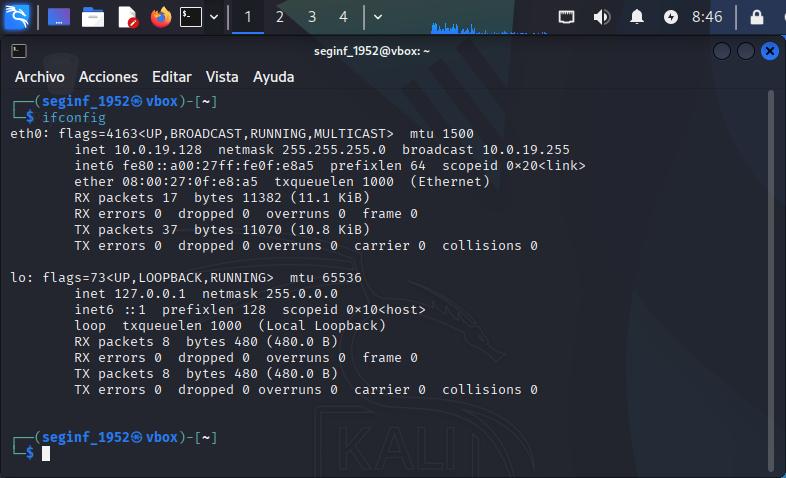 1 2 3 4 8:46
seginf_1952@vbox: ~
Archivo Acciones Editar Vista Ayuda
┌──(seginf_1952㉿vbox)-[~]
└─$ ifconfig
eth0: flags=4163<UP,BROADCAST,RUNNING,MULTICAST>  mtu 1500
        inet 10.0.19.128  netmask 255.255.255.0  broadcast 10.0.19.255
        inet6 fe80::a00:27ff:fe0f:e8a5  prefixlen 64  scopeid 0×20<link>
        ether 08:00:27:0f:e8:a5  txqueuelen 1000  (Ethernet)
        RX packets 17  bytes 11382 (11.1 KiB)
        RX errors 0  dropped 0  overruns 0  frame 0
        TX packets 37  bytes 11070 (10.8 KiB)
        TX errors 0  dropped 0 overruns 0  carrier 0  collisions 0
lo: flags=73<UP,LOOPBACK,RUNNING>  mtu 65536
        inet 127.0.0.1  netmask 255.0.0.0
        inet6 ::1  prefixlen 128  scopeid 0×10<host>
        loop  txqueuelen 1000  (Local Loopback)
        RX packets 8  bytes 480 (480.0 B)
        RX errors 0  dropped 0  overruns 0  frame 0
        TX packets 8  bytes 480 (480.0 B)
        TX errors 0  dropped 0 overruns 0  carrier 0  collisions 0
┌──(seginf_1952㉿vbox)-[~]
└─$
KALI